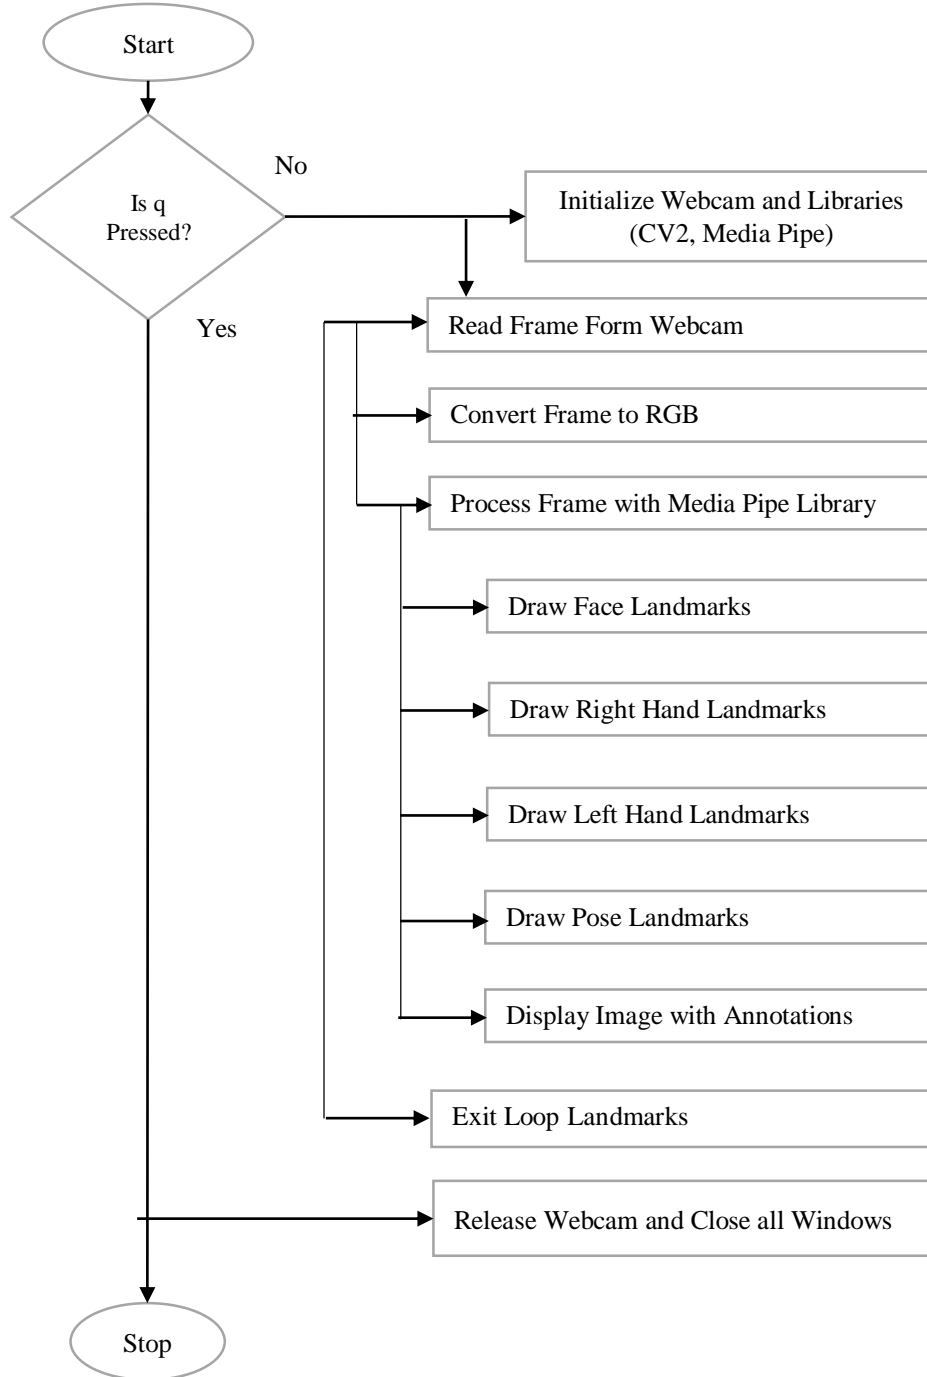 Start
No
Is q
Pressed?
Initialize Webcam and Libraries
(CV2, Media Pipe)
Yes
Read Frame Form Webcam
Convert Frame to RGB
Process Frame with Media Pipe Library
Draw Face Landmarks
Draw Right Hand Landmarks
Draw Left Hand Landmarks
Draw Pose Landmarks
Display Image with Annotations
Exit Loop Landmarks
Release Webcam and Close all Windows
Stop